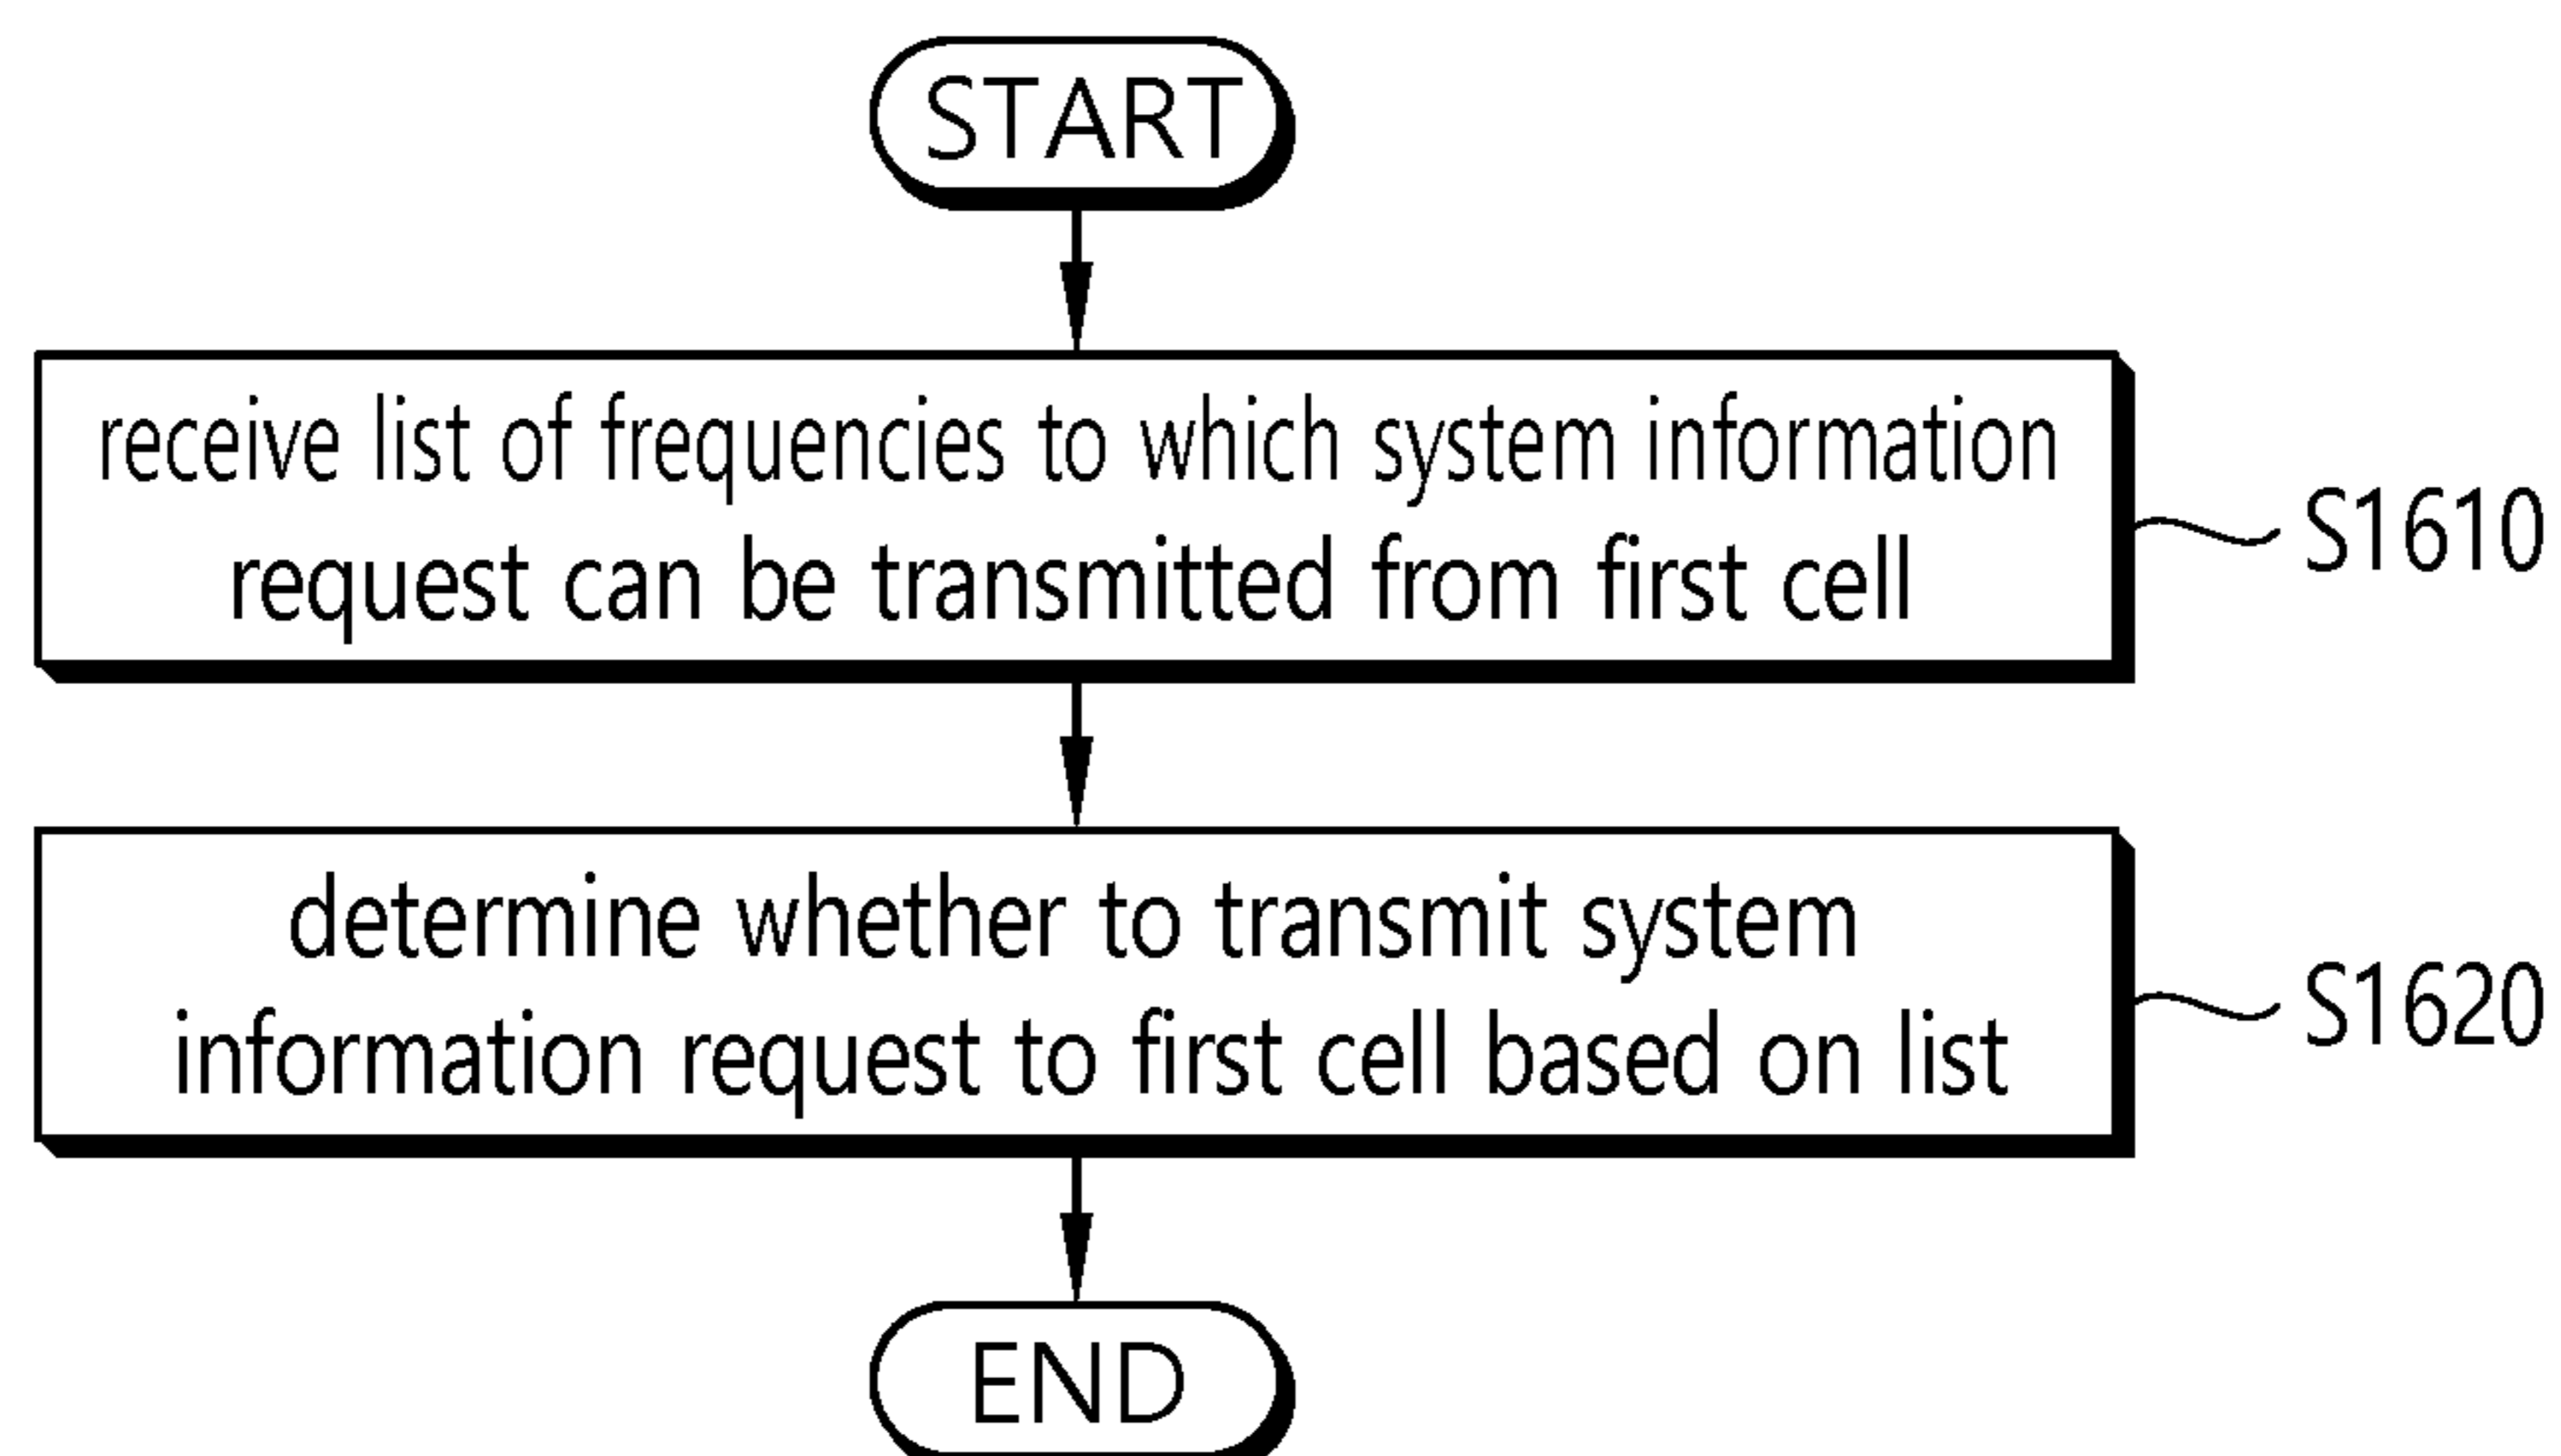 START
receive list of frequencies to which system information
request can be transmitted from first cell
S1610
determine whether to transmit system
information request to first cell based on list
S1620
END